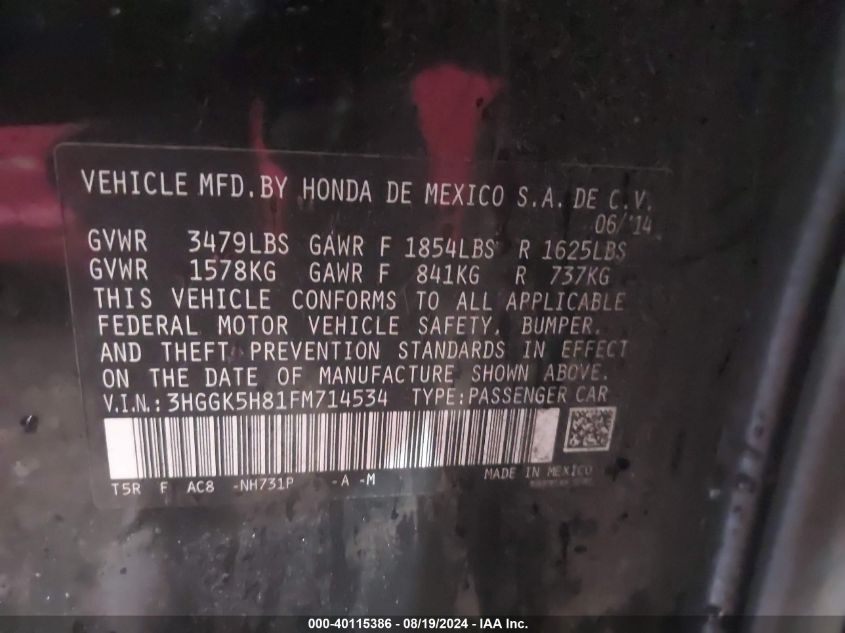 VEHICLE MFD. BY HONDA DE MEXICO S.A. DE C.V.
06/'14
GVWR 3479LBS GAWR F 1854LBS R 1625LBS
GVWR 1578KG GAWR F 841KG R 737KG
THIS VEHICLE CONFORMS TO ALL APPLICABLE
FEDERAL MOTOR VEHICLE SAFETY, BUMPER,
AND THEFT PREVENTION STANDARDS IN EFFECT
ON THE DATE OF MANUFACTURE SHOWN ABOVE.
V.I.N.:3HGGK5H81FM714534 TYPE:PASSENGER CAR
T5R F AC8 -NH731P -A -M
MADE IN MEXICO
000-40115386 - 08/19/2024 - IAA Inc.